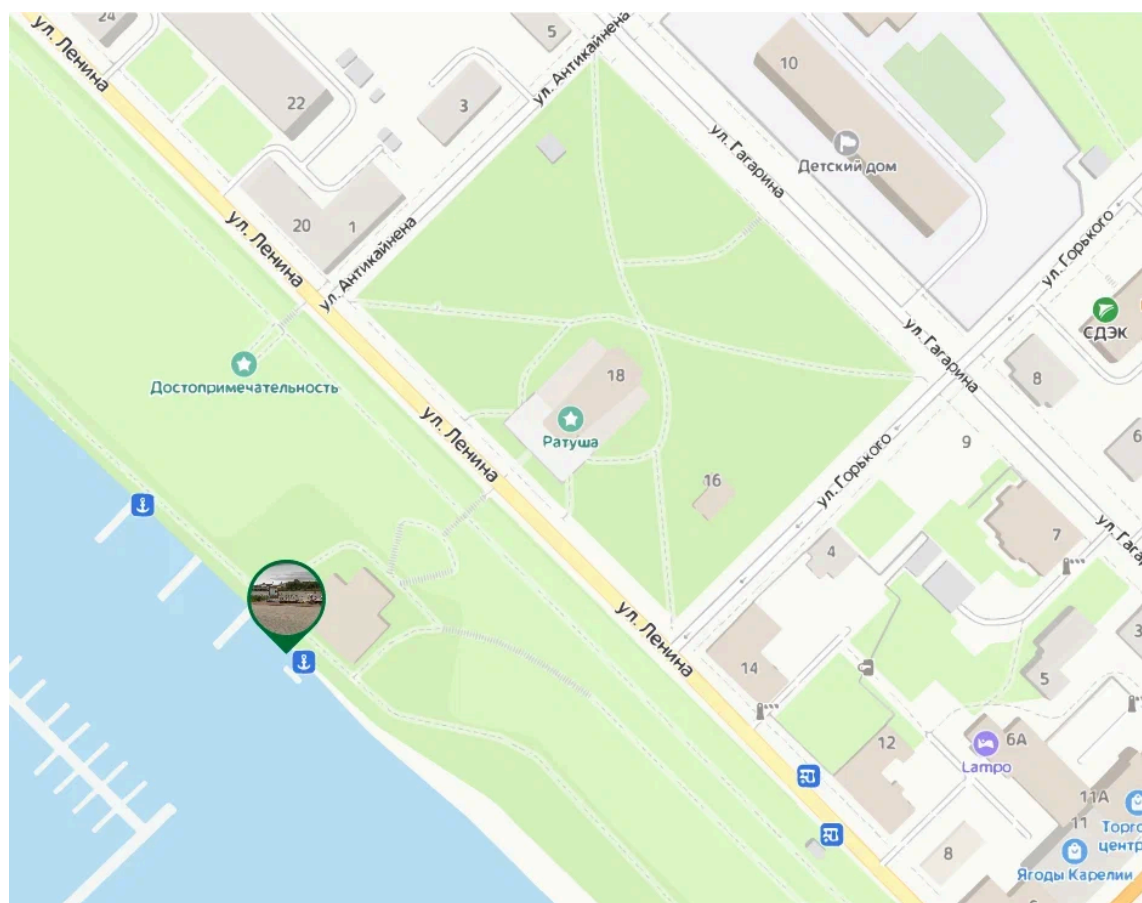 24
ул. Ленина
5
ул. Антикайнена
22
3
10
Детский дом
ул. Гагарина
20
1
ул. Ленина
ул. Антикайнена
ул. Горького
СДЭК
ул. Гагарина
8
Достопримечательность
18
Ратуша
ул. Ленина
9
6
16
ул. Горького
4
7
ул. Гага
ул. Ленина
14
3
5
12
6А
Lampo
11А
11
Торго
центр
8
Ягоды Карелии